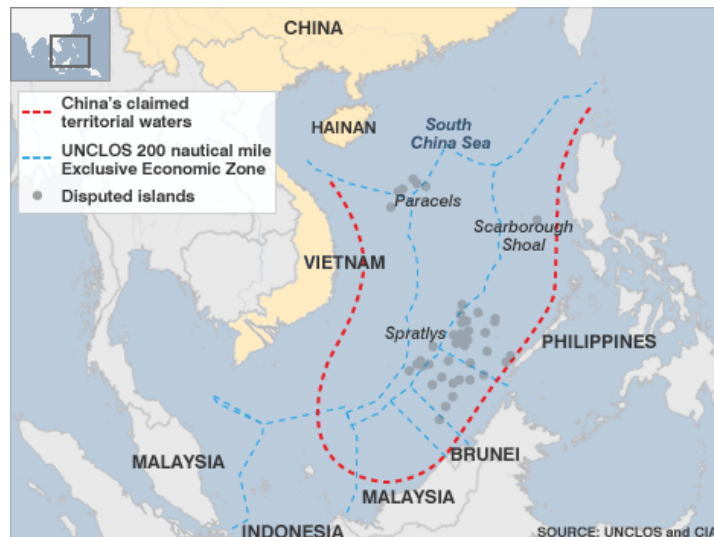 CHINA
China's claimed
territorial waters
UNCLOS 200 nautical mile
Exclusive Economic Zone
Disputed islands
HAINAN
South
China Sea
Paracels
Scarborough
Shoal
VIETNAM
Spratlys
PHILIPPINES
MALAYSIA
BRUNEI
MALAYSIA
INDONESIA
SOURCE: UNCLOS and CIA